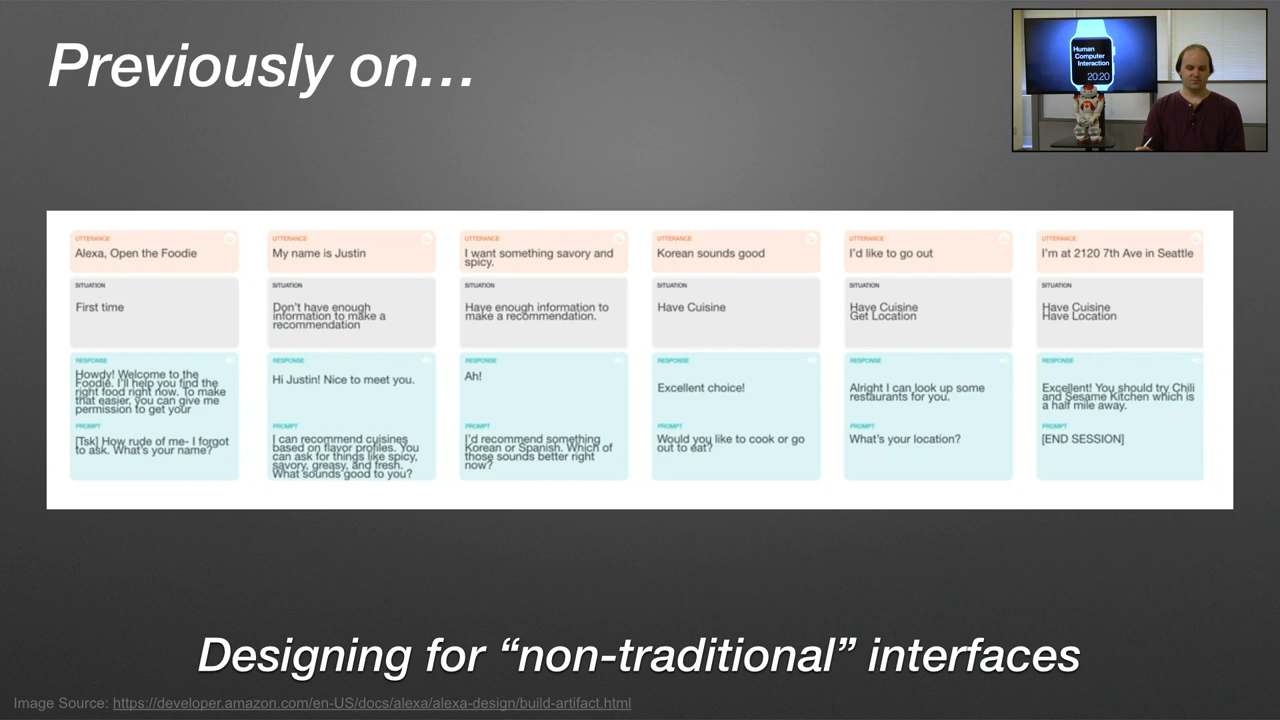 Previously on…
Human
Computer
Interaction
20:20
UTTERANCE
Alexa, Open the Foodie
SITUATION
First time
RESPONSE
Howdy! Welcome to the
Foodie. I'll help you find the
right food right now. To make
that easier, you can give me
permission to get your
PROMPT
[Tsk] How rude of me- I forgot
to ask. What's your name?
UTTERANCE
My name is Justin
SITUATION
Don't have enough
information to make a
recommendation
RESPONSE
Hi Justin! Nice to meet you.
PROMPT
I can recommend cuisines
based on flavor profiles. You
can ask for things like spicy,
savory, greasy, and fresh.
What sounds good to you?
UTTERANCE
I want something savory and
spicy.
SITUATION
Have enough information to
make a recommendation.
RESPONSE
Ah!
PROMPT
I'd recommend something
Korean or Spanish. Which of
those sounds better right
now?
UTTERANCE
Korean sounds good
SITUATION
Have Cuisine
RESPONSE
Excellent choice!
PROMPT
Would you like to cook or go
out to eat?
UTTERANCE
I'd like to go out
SITUATION
Have Cuisine
Get Location
RESPONSE
Alright I can look up some
restaurants for you.
PROMPT
What's your location?
UTTERANCE
I'm at 2120 7th Ave in Seattle
SITUATION
Have Cuisine
Have Location
RESPONSE
Excellent! You should try Chili
and Sesame Kitchen which is
a half mile away.
PROMPT
[END SESSION]
Designing for “non-traditional” interfaces
Image Source: https://developer.amazon.com/en-US/docs/alexa/alexa-design/build-artifact.html